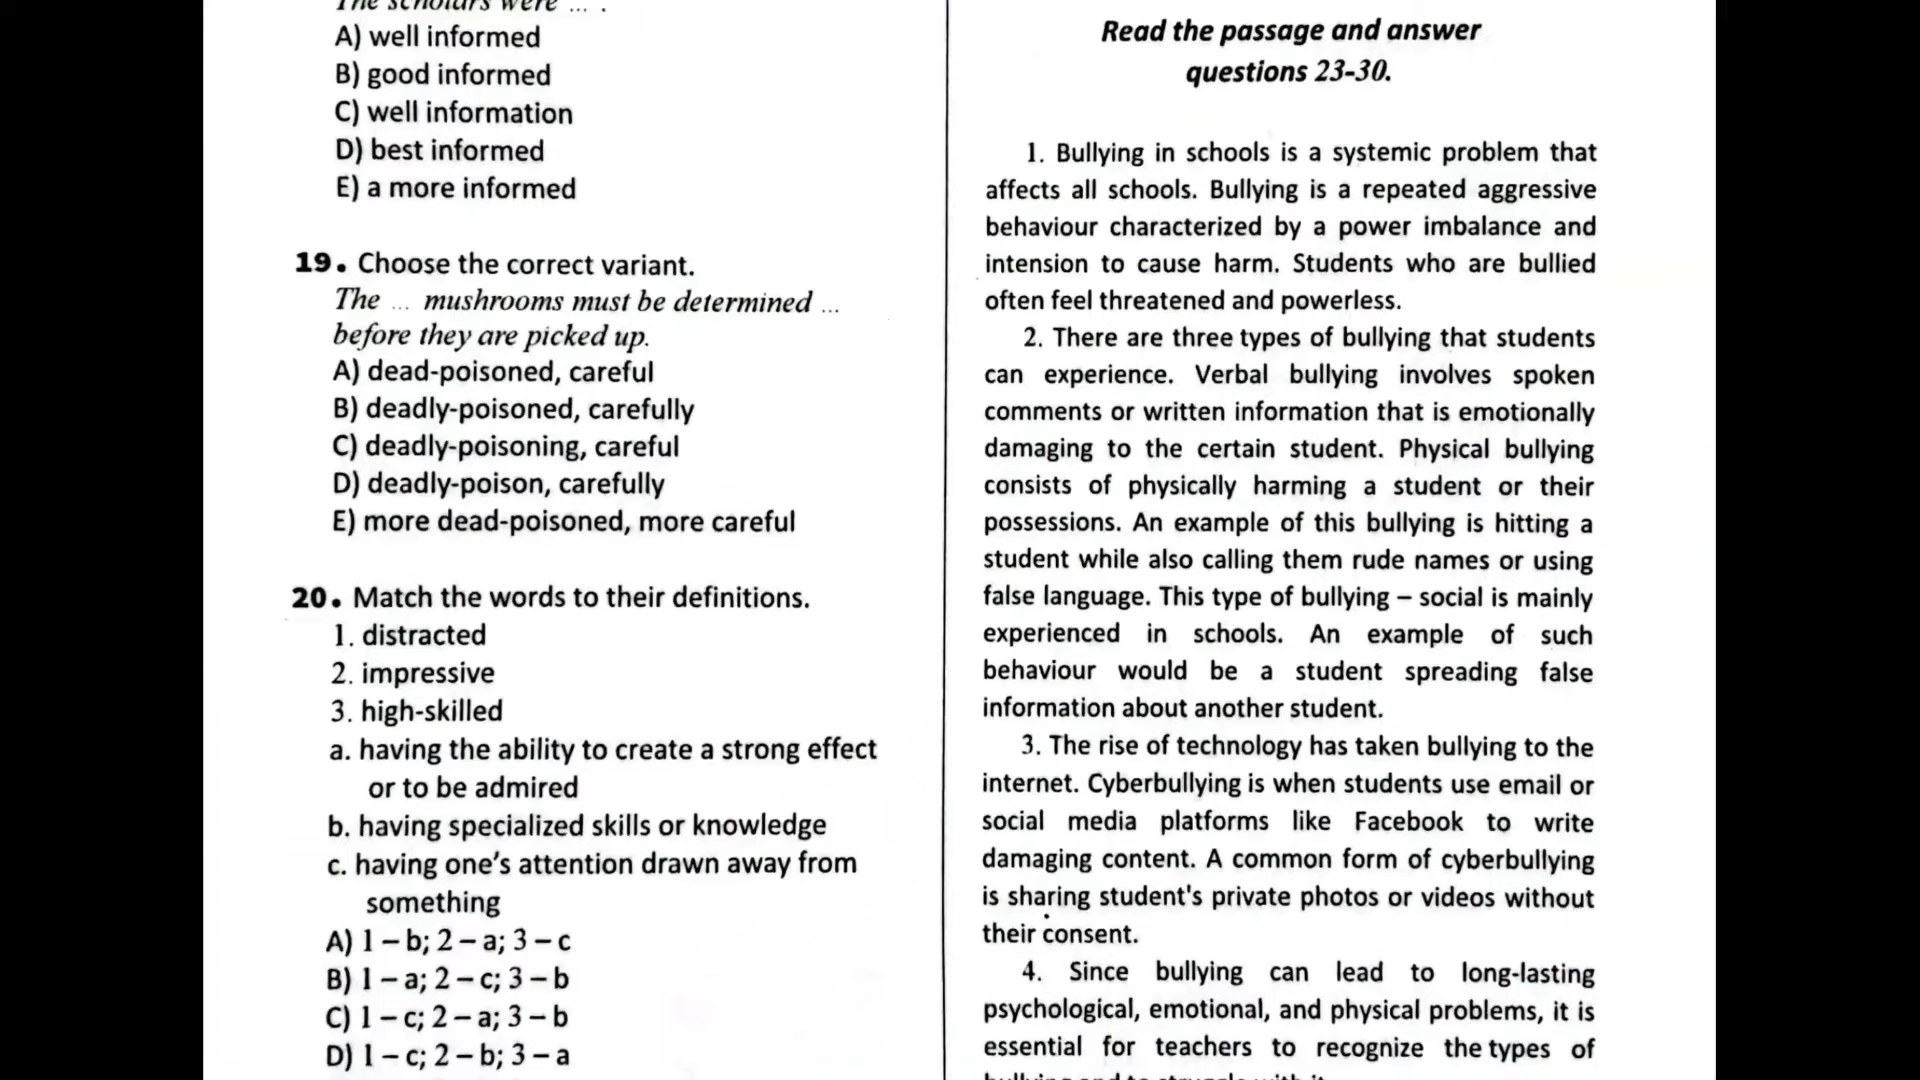 The scholars were ... .
A) well informed
B) good informed
C) well information
D) best informed
E) a more informed
19. Choose the correct variant.
The ... mushrooms must be determined ...
before they are picked up.
A) dead-poisoned, careful
B) deadly-poisoned, carefully
C) deadly-poisoning, careful
D) deadly-poison, carefully
E) more dead-poisoned, more careful
20. Match the words to their definitions.
1. distracted
2. impressive
3. high-skilled
a. having the ability to create a strong effect
or to be admired
b. having specialized skills or knowledge
c. having one's attention drawn away from
something
A) 1 – b; 2 – a; 3 – c
B) 1 – a; 2 – c; 3 – b
C) 1 – c; 2 – a; 3 – b
D) 1 – c; 2 – b; 3 – a
Read the passage and answer
questions 23-30.
1. Bullying in schools is a systemic problem that
affects all schools. Bullying is a repeated aggressive
behaviour characterized by a power imbalance and
intension to cause harm. Students who are bullied
often feel threatened and powerless.
2. There are three types of bullying that students
can experience. Verbal bullying involves spoken
comments or written information that is emotionally
damaging to the certain student. Physical bullying
consists of physically harming a student or their
possessions. An example of this bullying is hitting a
student while also calling them rude names or using
false language. This type of bullying – social is mainly
experienced in schools. An example of such
behaviour would be a student spreading false
information about another student.
3. The rise of technology has taken bullying to the
internet. Cyberbullying is when students use email or
social media platforms like Facebook to write
damaging content. A common form of cyberbullying
is sharing student's private photos or videos without
their consent.
4. Since bullying can lead to long-lasting
psychological, emotional, and physical problems, it is
essential for teachers to recognize the types of